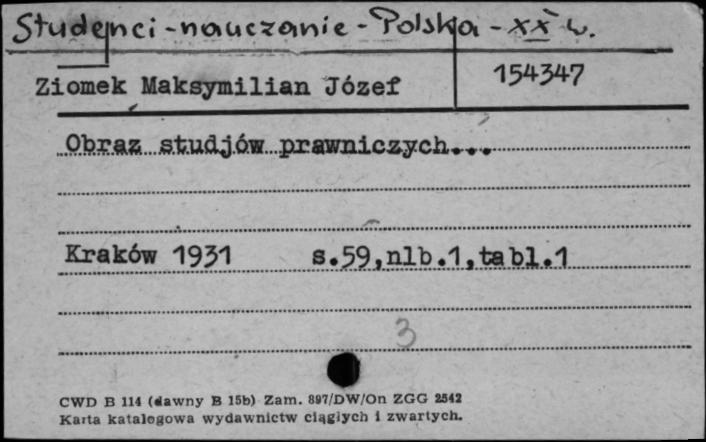 Studenci - nauczanie - Polska - XX w.
Ziomek Maksymilian Józef
154347
Obraz studjów prawniczych...
Kraków 1931 s.59,nlb.1,tabl.1
3
CWD B 114 (dawny B 15b) Zam. 897/DW/On ZGG 2542
Karta katalogowa wydawnictw ciągłych i zwartych.